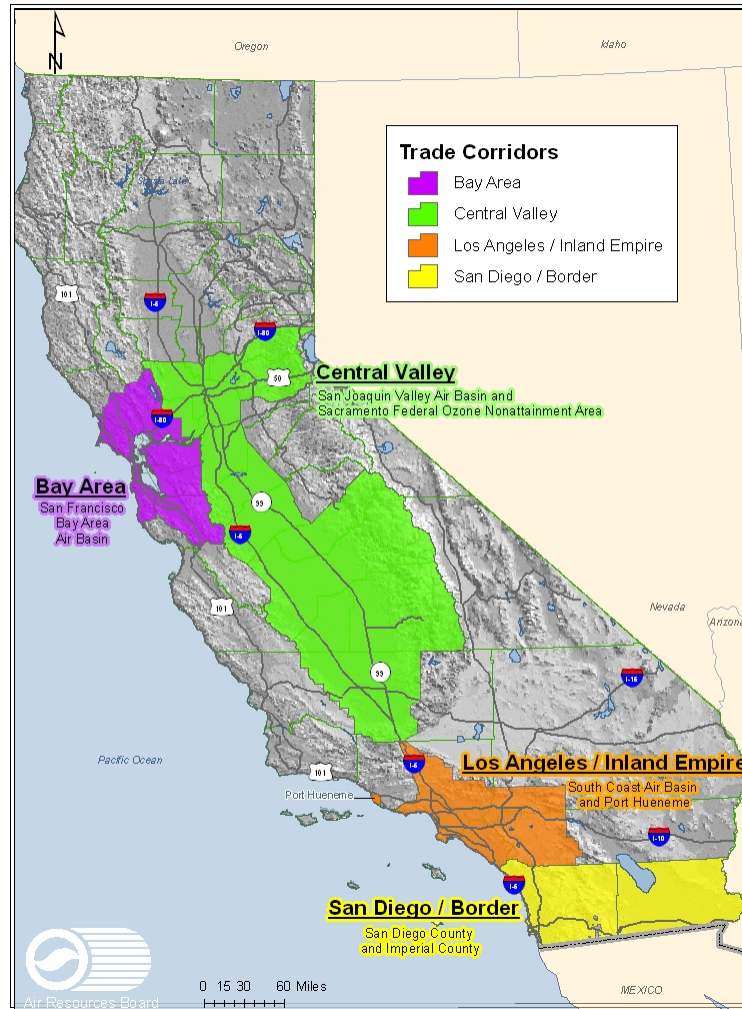 N
Oregon
Idaho
Trade Corridors
Bay Area
Central Valley
Los Angeles / Inland Empire
San Diego / Border
Shasta Lake
101
I-5
I-80
50
Central Valley
San Joaquin Valley Air Basin and
Sacramento Federal Ozone Nonattainment Area
I-80
Bay Area
San Francisco
Bay Area
Air Basin
99
I-5
101
Nevada
Arizona
99
I-15
Pacific Ocean
101
I-5
Los Angeles / Inland Empire
South Coast Air Basin
and Port Hueneme
Port Hueneme
I-10
I-5
San Diego / Border
San Diego County
and Imperial County
Air Resources Board
0 15 30 60 Miles
MEXICO